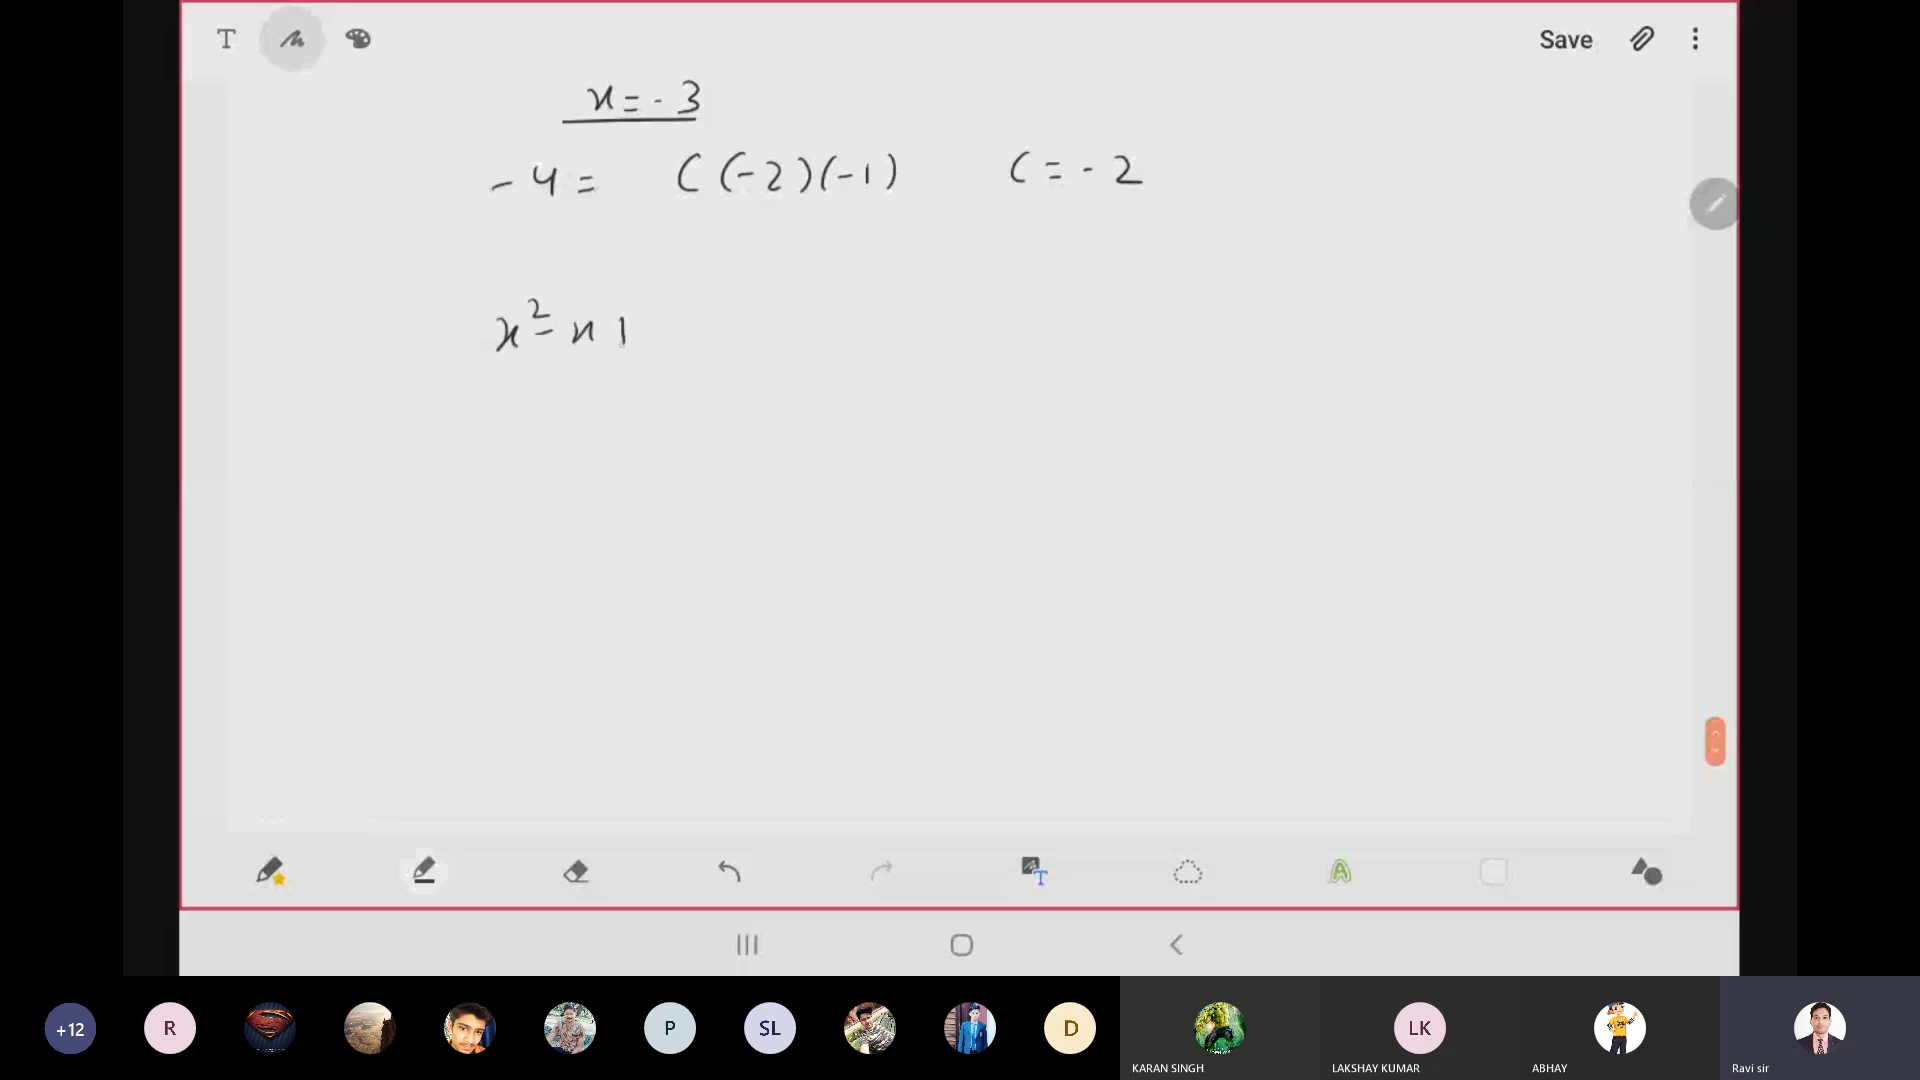 T Save
x = - 3
- 4 = C (-2)(-1) C = - 2
x² - x 1
T A
+12 R P SL D LK
KARAN SINGH LAKSHAY KUMAR ABHAY Ravi sir